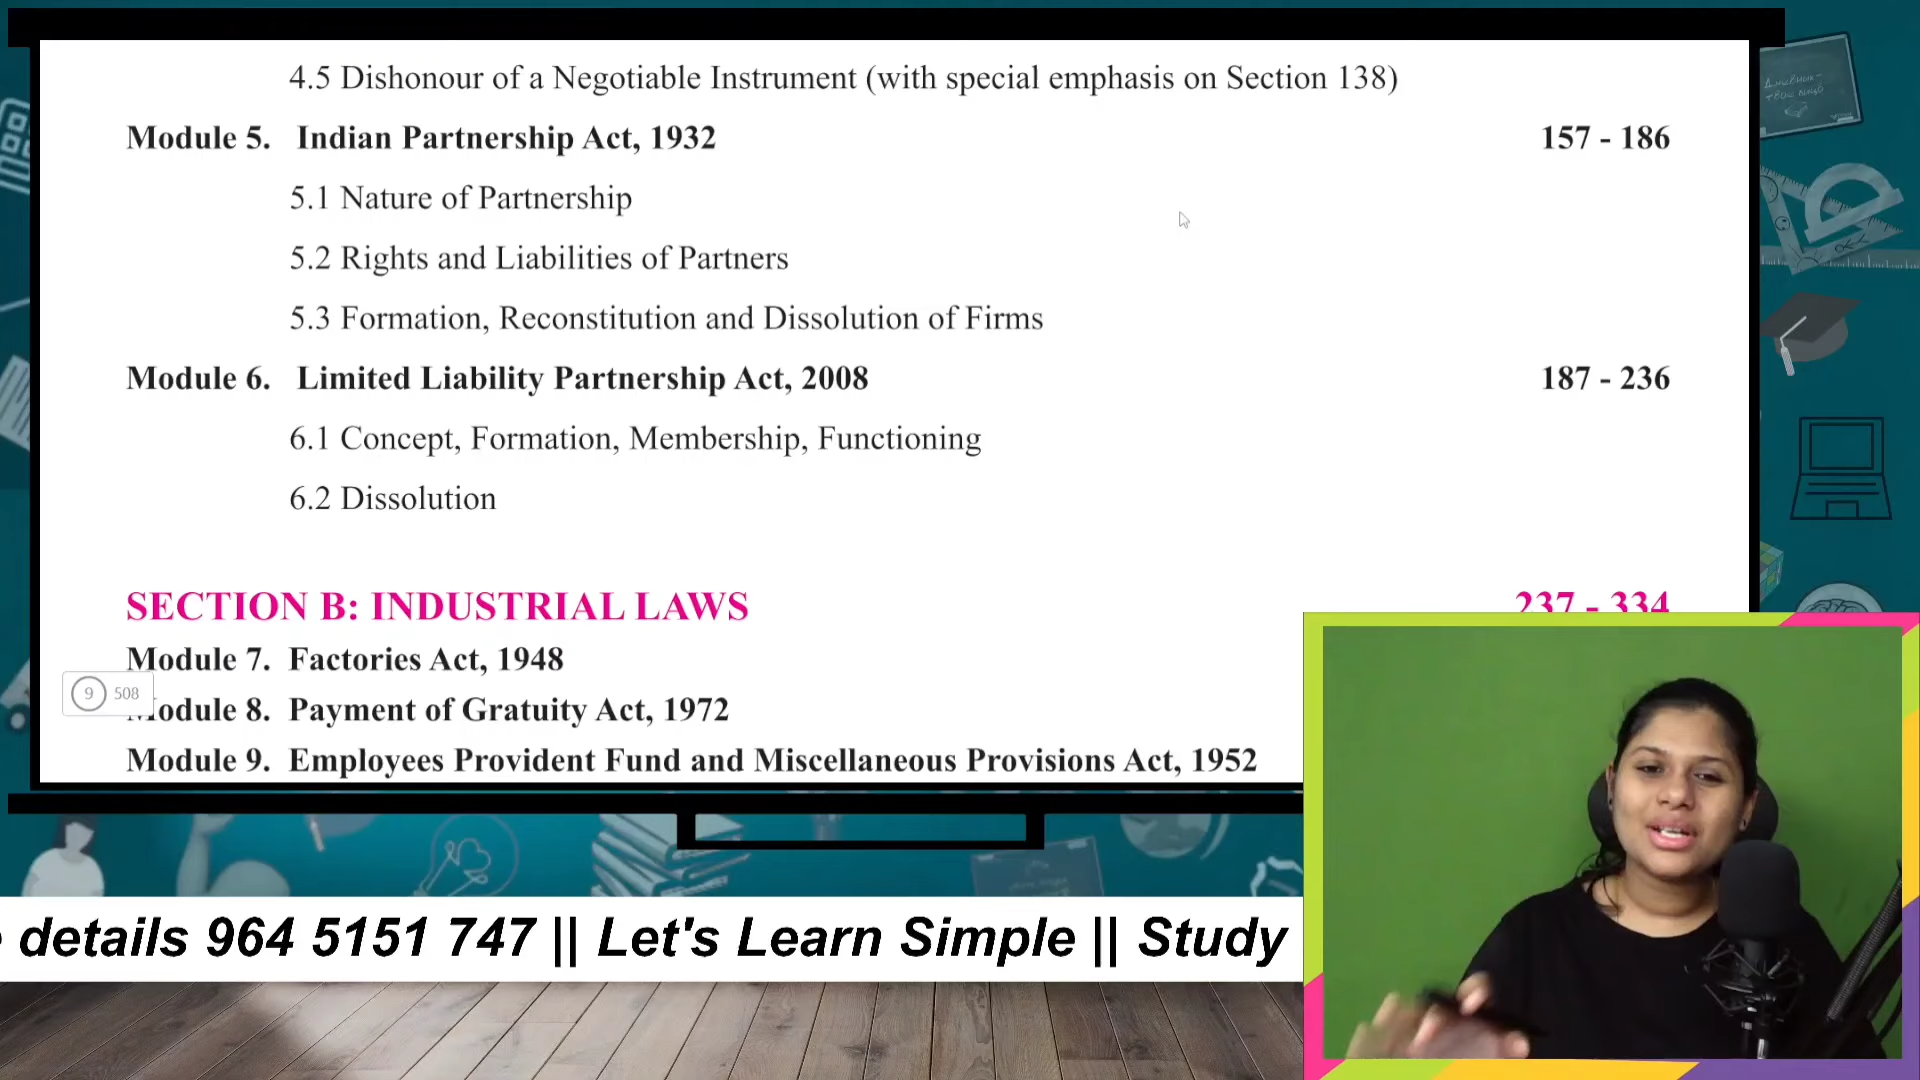 4.5 Dishonour of a Negotiable Instrument (with special emphasis on Section 138)
Module 5. Indian Partnership Act, 1932 157 - 186
5.1 Nature of Partnership
5.2 Rights and Liabilities of Partners
5.3 Formation, Reconstitution and Dissolution of Firms
Module 6. Limited Liability Partnership Act, 2008 187 - 236
6.1 Concept, Formation, Membership, Functioning
6.2 Dissolution
SECTION B: INDUSTRIAL LAWS 237 - 334
Module 7. Factories Act, 1948
9 508
Module 8. Payment of Gratuity Act, 1972
Module 9. Employees Provident Fund and Miscellaneous Provisions Act, 1952
details 964 5151 747 || Let's Learn Simple || Study